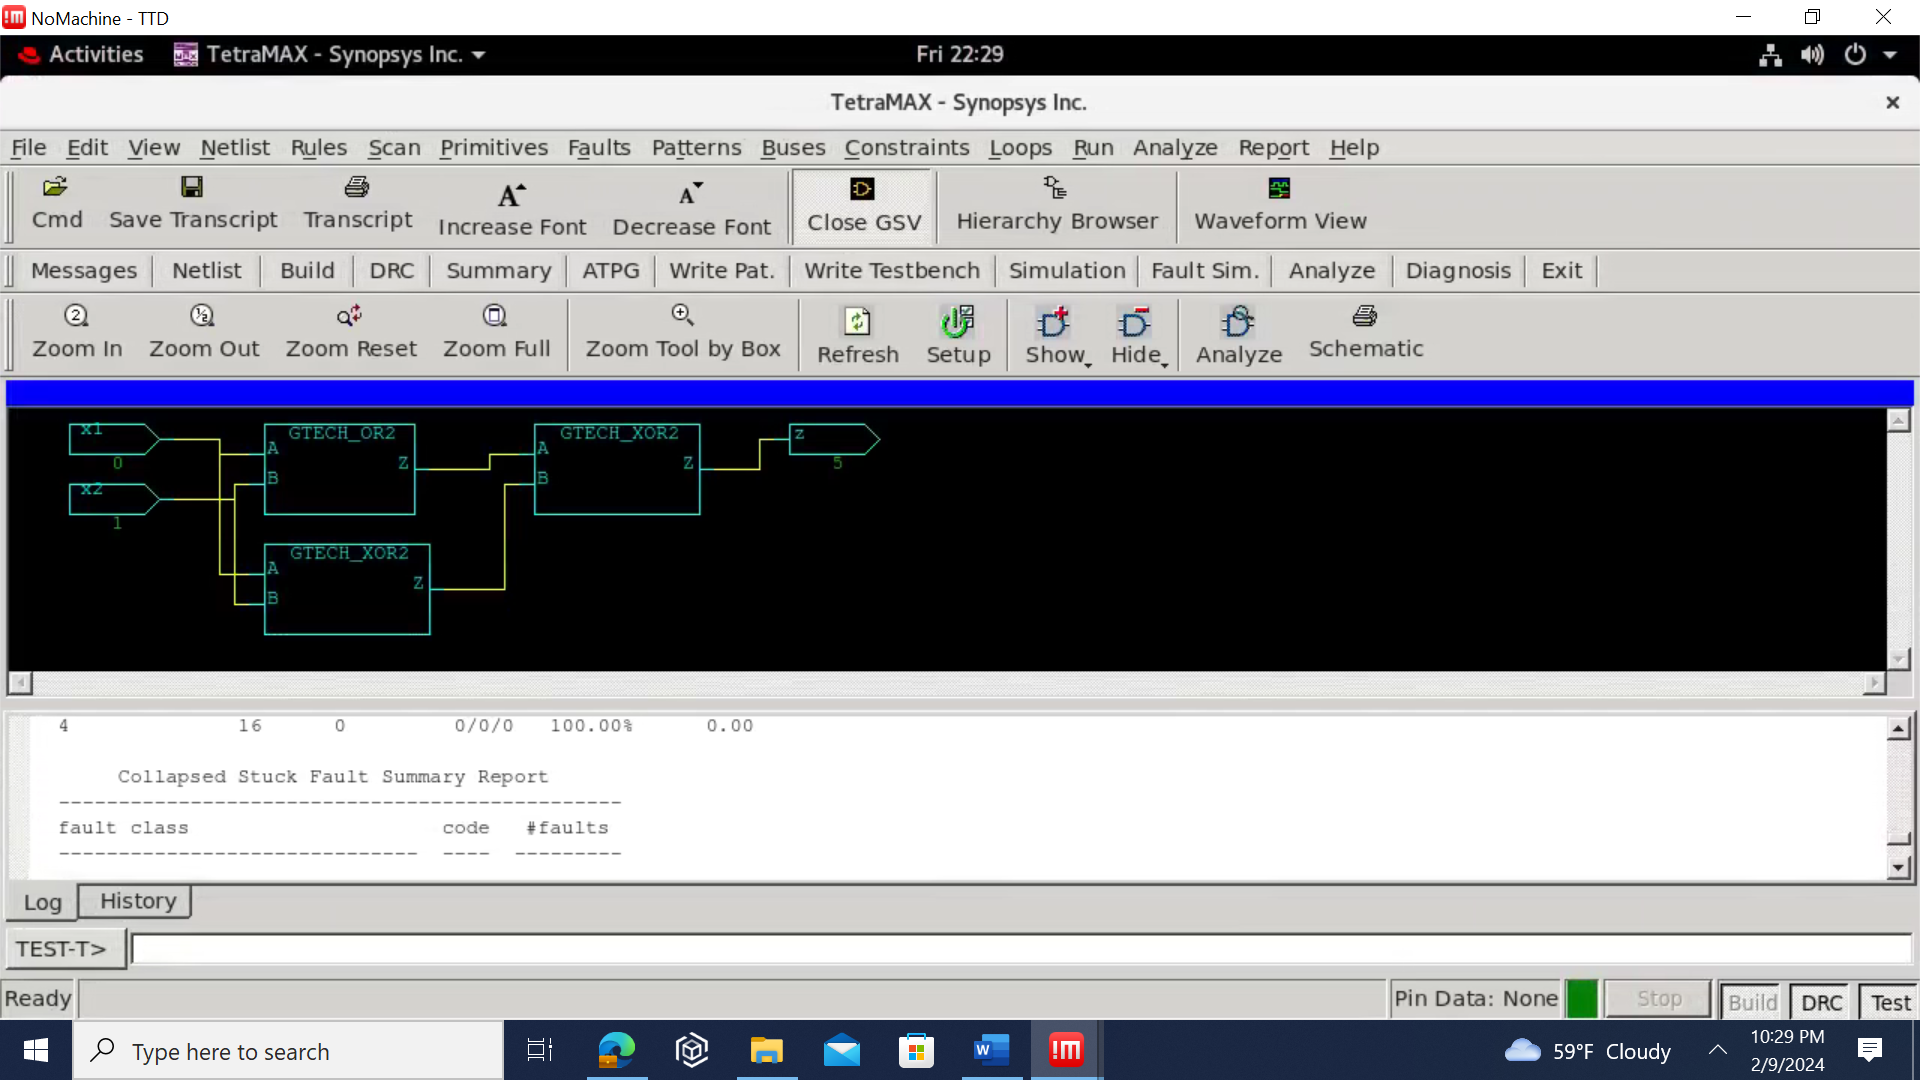 NoMachine - TTD
Activities TetraMAX - Synopsys Inc. Fri 22:29
TetraMAX - Synopsys Inc.
File Edit View Netlist Rules Scan Primitives Faults Patterns Buses Constraints Loops Run Analyze Report Help
Cmd Save Transcript Transcript Increase Font Decrease Font Close GSV Hierarchy Browser Waveform View
Messages Netlist Build DRC Summary ATPG Write Pat. Write Testbench Simulation Fault Sim. Analyze Diagnosis Exit
Zoom In Zoom Out Zoom Reset Zoom Full Zoom Tool by Box Refresh Setup Show Hide Analyze Schematic
x1 GTECH_OR2 GTECH_XOR2 z
A A
0 Z Z 5
x2 B B
1
GTECH_XOR2
A
Z
B
4 16 0 0/0/0 100.00% 0.00
Collapsed Stuck Fault Summary Report
-----------------------------------------------
fault class code #faults
------------------------------ ---- ---------
Log History
TEST-T>
Ready Pin Data: None Stop Build DRC Test
Type here to search 59°F Cloudy 10:29 PM
2/9/2024